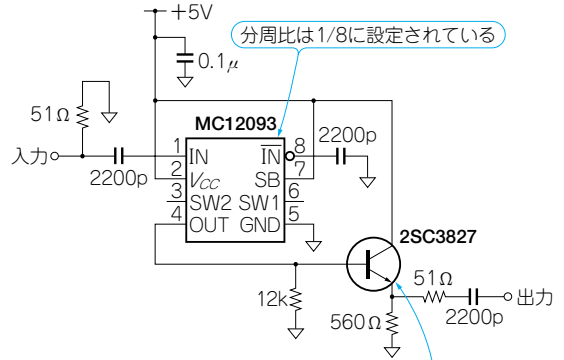 +5V
分周比は1/8に設定されている
0.1μ
51Ω
MC12093
入力
2200p
1 IN
2 VCC
3 SW2
4 OUT
IN 8
SB 7
SW1 6
GND 5
2200p
2SC3827
12k
51Ω
出力
560Ω
2200p